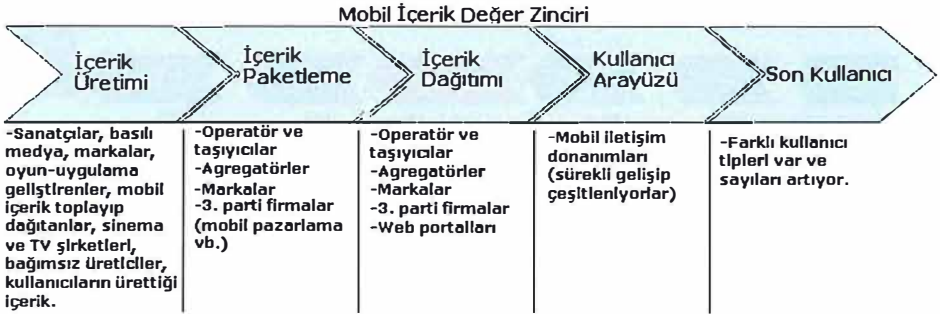 Mobil İçerik Değer Zinciri
İçerik
Üretimi
İçerik
Paketleme
İçerik
Dağıtımı
Kullanıcı
Arayüzü
Son Kullanıcı
-Sanatçılar, basılı
medya, markalar,
oyun-uygulama
geliştirenler, mobil
içerik toplayıp
dağıtanlar, sinema
ve TV şirketleri,
bağımsız üreticiler,
kullanıcıların ürettiği
içerik.
-Operatör ve
taşıyıcılar
-Agregatörler
-Markalar
-3. parti firmalar
(mobil pazarlama
vb.)
-Operatör ve
taşıyıcılar
-Agregatörler
-Markalar
-3. parti firmalar
-Web portalları
-Mobil iletişim
donanımları
(sürekli gelişip
çeşitleniyorlar)
-Farklı kullanıcı
tipleri var ve
sayıları artıyor.